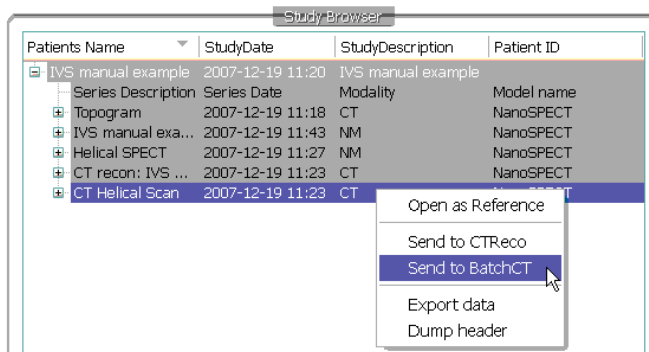 Study Browser
Patients Name StudyDate StudyDescription Patient ID
IVS manual example 2007-12-19 11:20 IVS manual example
Series Description Series Date Modality Model name
Topogram 2007-12-19 11:18 CT NanoSPECT
IVS manual exa... 2007-12-19 11:43 NM NanoSPECT
Helical SPECT 2007-12-19 11:27 NM NanoSPECT
CT recon: IVS ... 2007-12-19 11:23 CT NanoSPECT
CT Helical Scan 2007-12-19 11:23 CT
Open as Reference
Send to CTReco
Send to BatchCT
Export data
Dump header